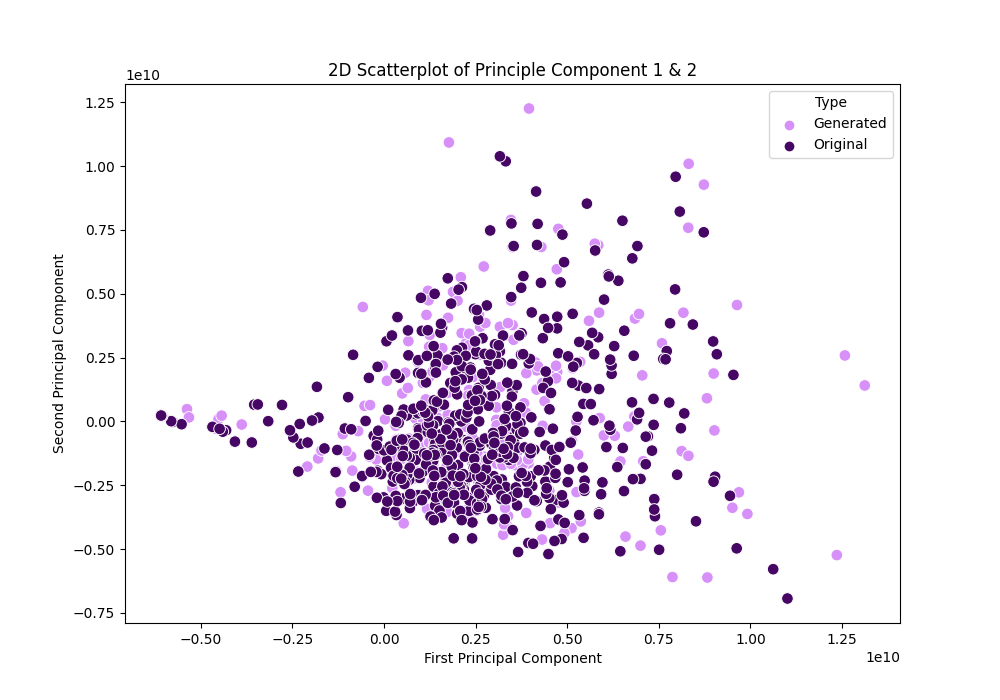 2D Scatterplot of Principle Component 1 & 2
1e10
Type
Generated
Original
1.25
1.00
0.75
0.50
0.25
0.00
−0.25
−0.50
−0.75
Second Principal Component
−0.50
−0.25
0.00
0.25
0.50
0.75
1.00
1.25
First Principal Component
1e10